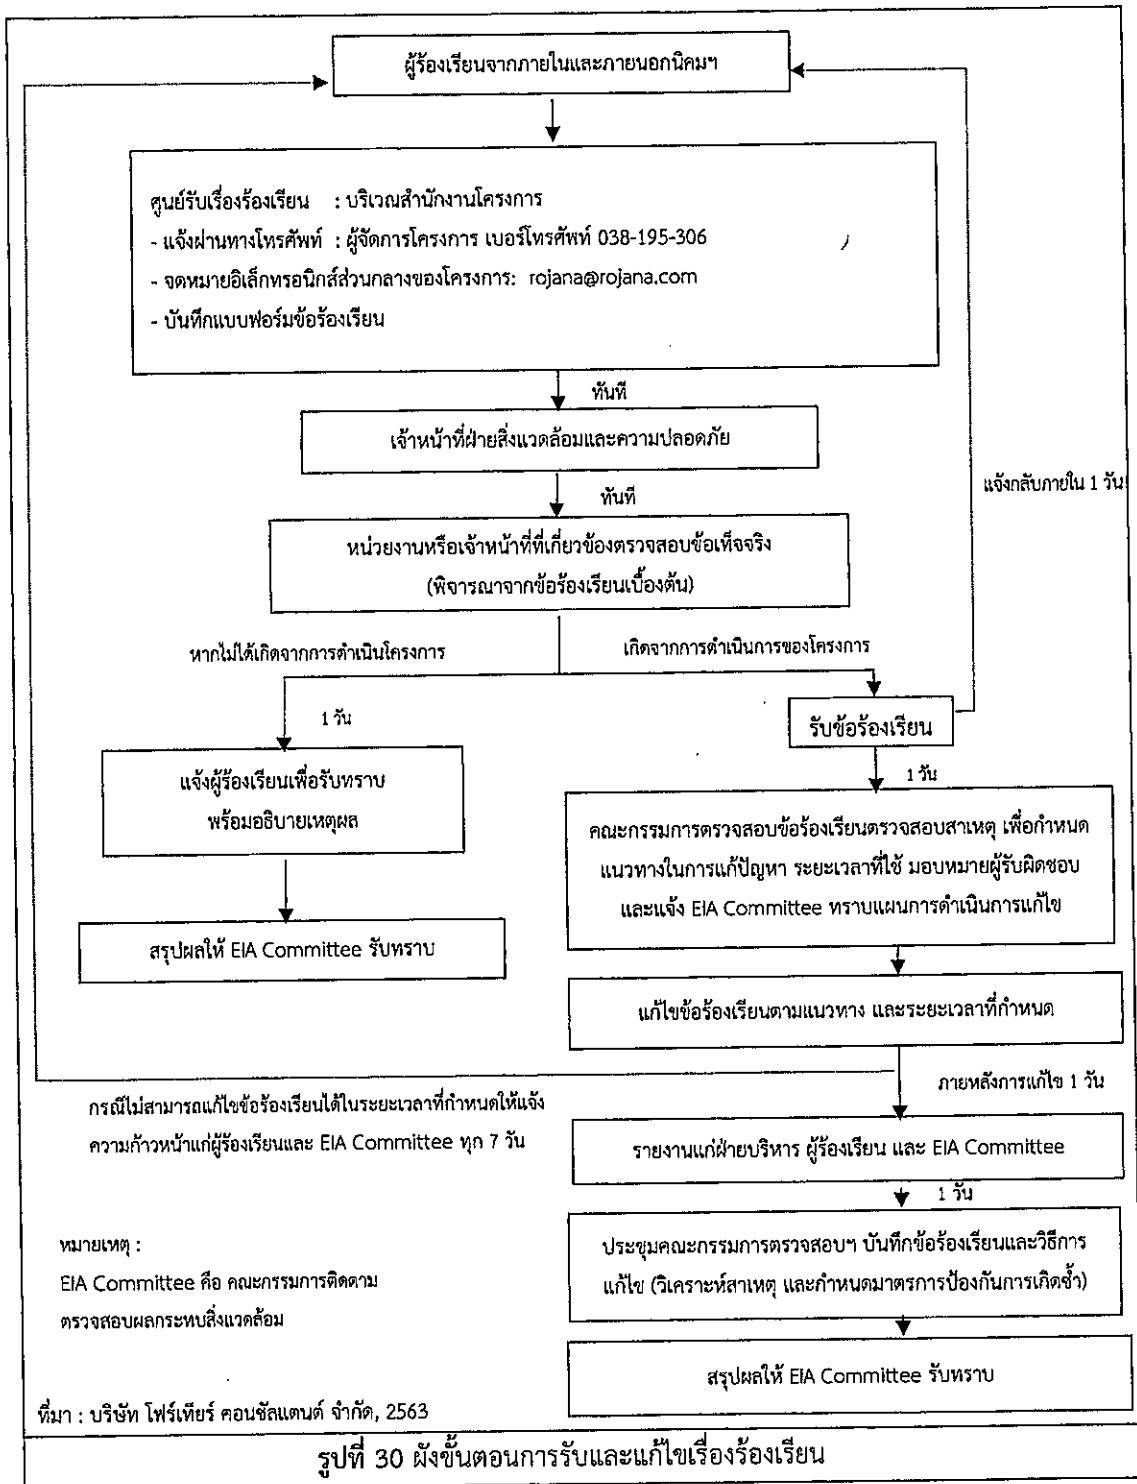 ผู้ร้องเรียนจากภายในและภายนอกนิคมฯ
ศูนย์รับเรื่องร้องเรียน : บริเวณสำนักงานโครงการ
- แจ้งผ่านทางโทรศัพท์ : ผู้จัดการโครงการ เบอร์โทรศัพท์ 038-195-306
- จดหมายอิเล็กทรอนิกส์ส่วนกลางของโครงการ: rojana@rojana.com
- บันทึกแบบฟอร์มข้อร้องเรียน
ทันที
เจ้าหน้าที่ฝ่ายสิ่งแวดล้อมและความปลอดภัย
แจ้งกลับภายใน 1 วัน
ทันที
หน่วยงานหรือเจ้าหน้าที่ที่เกี่ยวข้องตรวจสอบข้อเท็จจริง
(พิจารณาจากข้อร้องเรียนเบื้องต้น)
หากไม่ได้เกิดจากการดำเนินโครงการ
เกิดจากการดำเนินการของโครงการ
1 วัน
รับข้อร้องเรียน
แจ้งผู้ร้องเรียนเพื่อรับทราบ
พร้อมอธิบายเหตุผล
1 วัน
คณะกรรมการตรวจสอบข้อร้องเรียนตรวจสอบสาเหตุ เพื่อกำหนด
แนวทางในการแก้ปัญหา ระยะเวลาที่ใช้ มอบหมายผู้รับผิดชอบ
และแจ้ง EIA Committee ทราบแผนการดำเนินการแก้ไข
สรุปผลให้ EIA Committee รับทราบ
แก้ไขข้อร้องเรียนตามแนวทาง และระยะเวลาที่กำหนด
ภายหลังการแก้ไข 1 วัน
กรณีไม่สามารถแก้ไขข้อร้องเรียนได้ในระยะเวลาที่กำหนดให้แจ้ง
ความก้าวหน้าแก่ผู้ร้องเรียนและ EIA Committee ทุก 7 วัน
รายงานแก่ฝ่ายบริหาร ผู้ร้องเรียน และ EIA Committee
1 วัน
ประชุมคณะกรรมการตรวจสอบฯ บันทึกข้อร้องเรียนและวิธีการ
แก้ไข (วิเคราะห์สาเหตุ และกำหนดมาตรการป้องกันการเกิดซ้ำ)
หมายเหตุ :
EIA Committee คือ คณะกรรมการติดตาม
ตรวจสอบผลกระทบสิ่งแวดล้อม
สรุปผลให้ EIA Committee รับทราบ
ที่มา : บริษัท โฟร์เทียร์ คอนซัลแตนต์ จำกัด, 2563
รูปที่ 30 ผังขั้นตอนการรับและแก้ไขเรื่องร้องเรียน